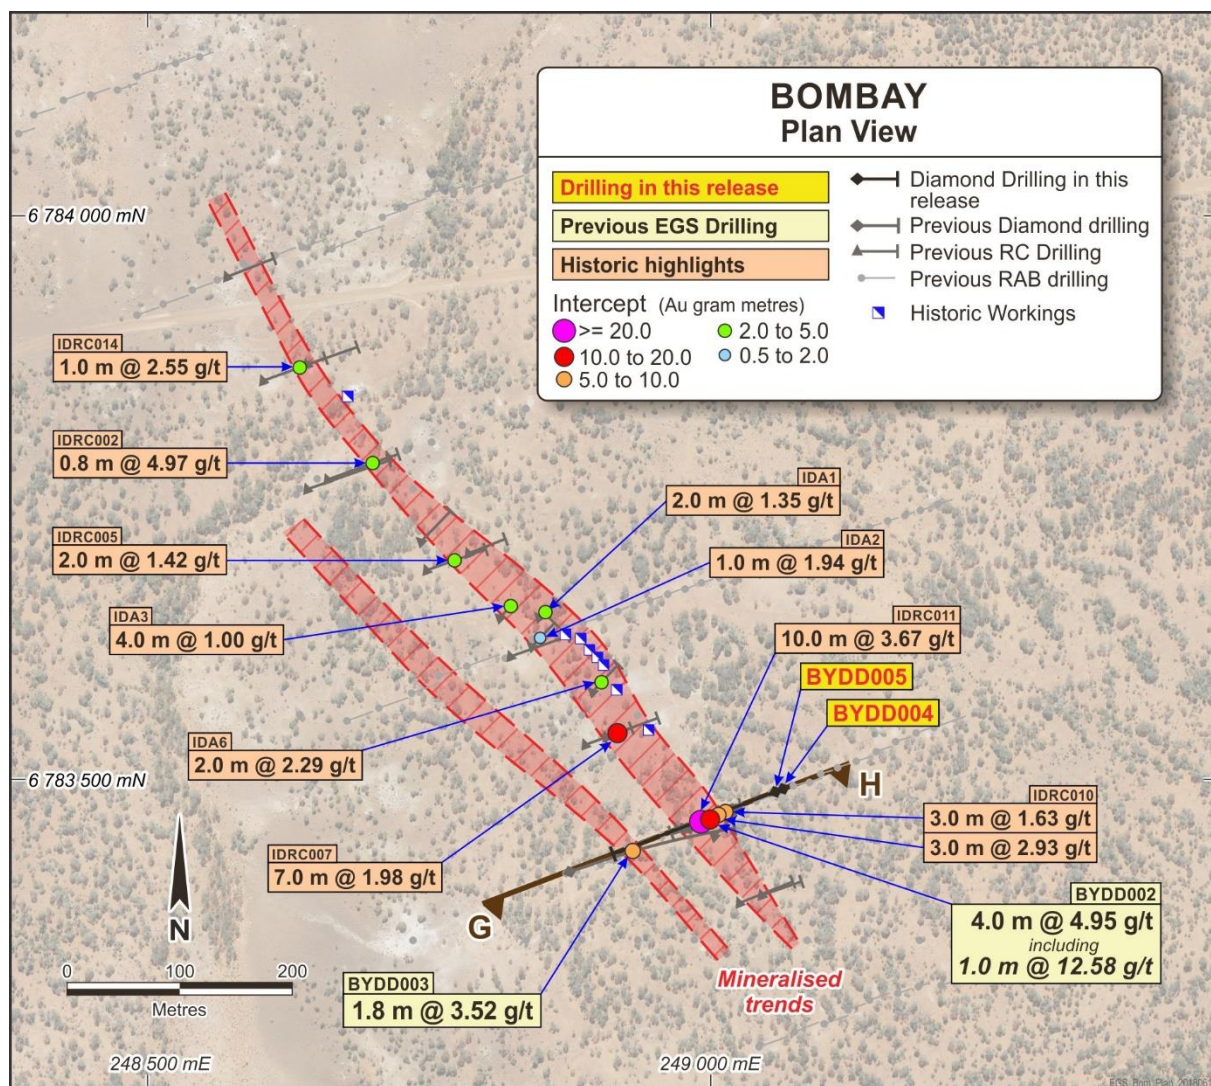 BOMBAY
Plan View
Drilling in this release
Previous EGS Drilling
Historic highlights
Intercept (Au gram metres)
>= 20.0
10.0 to 20.0
5.0 to 10.0
2.0 to 5.0
0.5 to 2.0
Diamond Drilling in this
release
Previous Diamond drilling
Previous RC Drilling
Previous RAB drilling
Historic Workings
6 784 000 mN
IDRC014
1.0 m @ 2.55 g/t
IDRC002
0.8 m @ 4.97 g/t
IDRC005
2.0 m @ 1.42 g/t
IDA3
4.0 m @ 1.00 g/t
IDA1
2.0 m @ 1.35 g/t
IDA2
1.0 m @ 1.94 g/t
IDRC011
10.0 m @ 3.67 g/t
BYDD005
BYDD004
IDA6
2.0 m @ 2.29 g/t
6 783 500 mN
H
IDRC010
3.0 m @ 1.63 g/t
3.0 m @ 2.93 g/t
IDRC007
7.0 m @ 1.98 g/t
G
BYDD002
4.0 m @ 4.95 g/t
including
1.0 m @ 12.58 g/t
N
0 100 200
Metres
BYDD003
1.8 m @ 3.52 g/t
Mineralised
trends
248 500 mE
249 000 mE